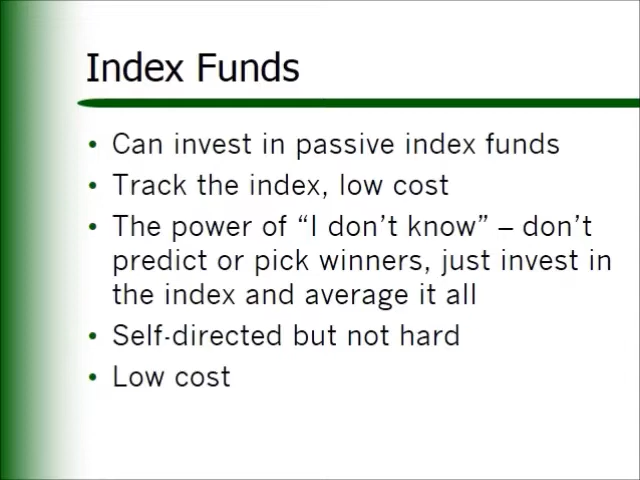 Index Funds
• Can invest in passive index funds
• Track the index, low cost
• The power of “I don’t know” – don’t
predict or pick winners, just invest in
the index and average it all
• Self-directed but not hard
• Low cost